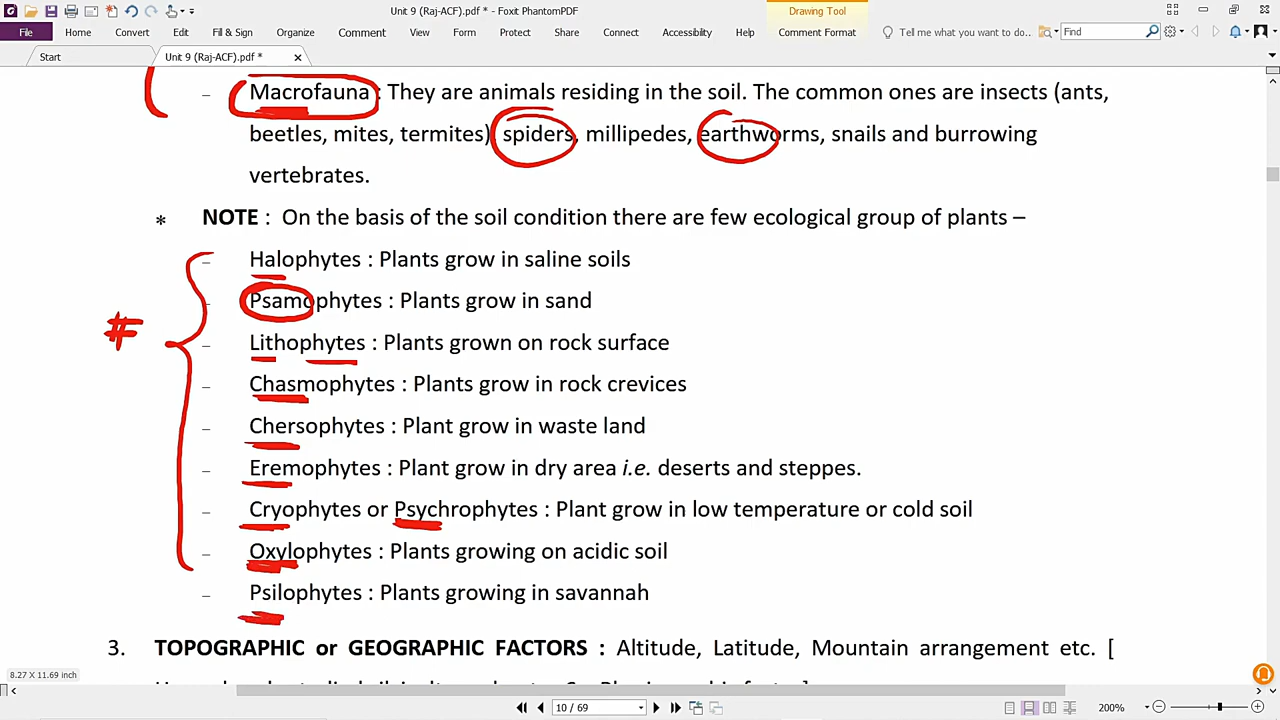 Unit 9 (Raj-ACF).pdf * - Foxit PhantomPDF
Drawing Tool
File Home Convert Edit Fill & Sign Organize Comment View Form Protect Share Connect Accessibility Help Comment Format Tell me what you want to do.. Find
Start Unit 9 (Raj-ACF).pdf *
– Macrofauna : They are animals residing in the soil. The common ones are insects (ants,
beetles, mites, termites), spiders, millipedes, earthworms, snails and burrowing
vertebrates.
* NOTE : On the basis of the soil condition there are few ecological group of plants –
– Halophytes : Plants grow in saline soils
– Psamophytes : Plants grow in sand
#
– Lithophytes : Plants grown on rock surface
– Chasmophytes : Plants grow in rock crevices
– Chersophytes : Plant grow in waste land
– Eremophytes : Plant grow in dry area i.e. deserts and steppes.
– Cryophytes or Psychrophytes : Plant grow in low temperature or cold soil
– Oxylophytes : Plants growing on acidic soil
– Psilophytes : Plants growing in savannah
3. TOPOGRAPHIC or GEOGRAPHIC FACTORS : Altitude, Latitude, Mountain arrangement etc. [
8.27 X 11.69 inch
10 / 69 200%